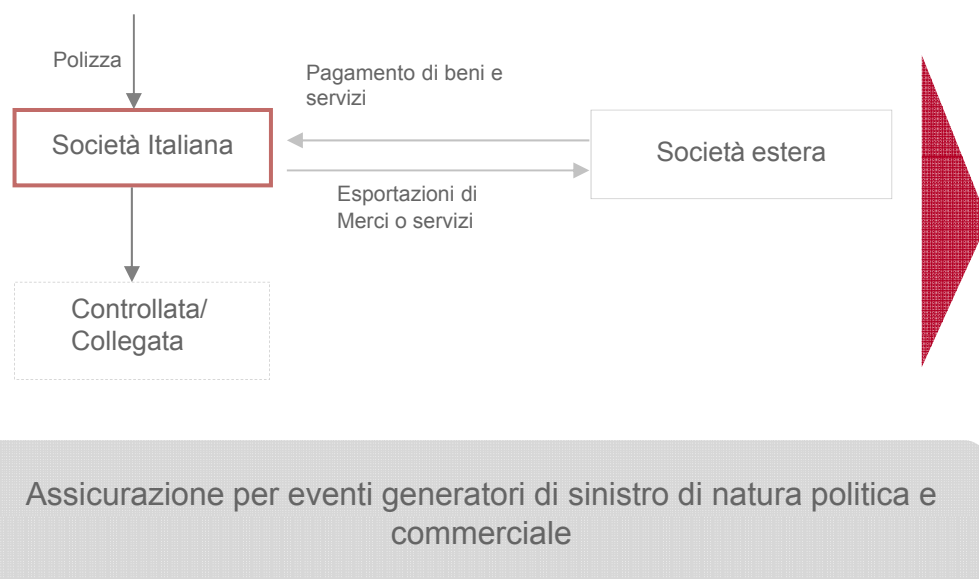 Polizza
Pagamento di beni e
servizi
Società Italiana
Società estera
Esportazioni di
Merci o servizi
Controllata/
Collegata
Assicurazione per eventi generatori di sinistro di natura politica e
commerciale